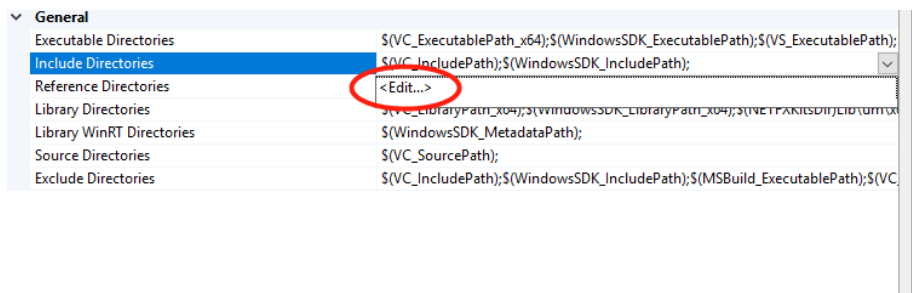 General
Executable Directories $(VC_ExecutablePath_x64);$(WindowsSDK_ExecutablePath);$(VS_ExecutablePath);
Include Directories $(VC_IncludePath);$(WindowsSDK_IncludePath);
Reference Directories <Edit...>
Library Directories $(VC_LibraryPath_x64);$(WindowsSDK_LibraryPath_x64);$(NETFXKitsDir)Lib\um\x
Library WinRT Directories $(WindowsSDK_MetadataPath);
Source Directories $(VC_SourcePath);
Exclude Directories $(VC_IncludePath);$(WindowsSDK_IncludePath);$(MSBuild_ExecutablePath);$(VC_